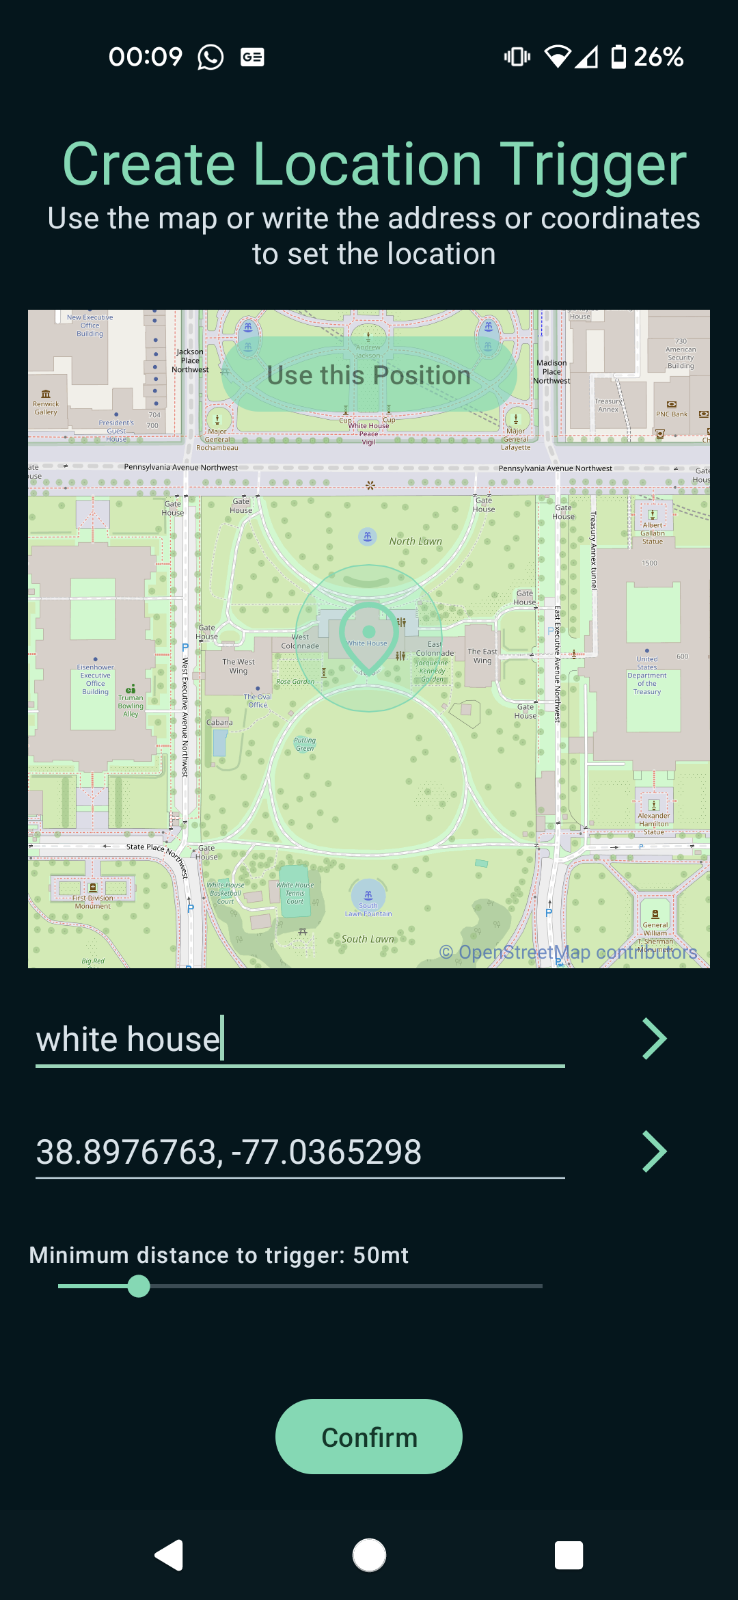 00:09
26%
Create Location Trigger
Use the map or write the address or coordinates
to set the location
New Executive
Office
Building
House
Jackson
Place
Northwest
Use this Position
Madison
Place
Northwest
730
American
Security
Building
Renwick
Gallery
Treasury
Annex
PNC Bank
704
700
President's
Guest
House
Major
General
Rochambeau
Cup
Cup
White House
Peace
Vigil
Major
General
Lafayette
Pennsylvania Avenue Northwest
Pennsylvania Avenue Northwest
Gate
House
Gate
House
Gate
House
Gate
House
Treasury Annex tunnel
Albert
Gallatin
Statue
North Lawn
1500
Gate
House
Gate
House
West
Colonnade
White House
East
Colonnade
The East
Wing
East Executive Avenue Northwest
P
The West
Wing
Jacqueline
Kennedy
Garden
United
States
Department
of the
Treasury
600
Eisenhower
Executive
Office
Building
Rose Garden
West Executive Avenue Northwest
The Oval
Office
Truman
Bowling
Alley
Gate
House
Cabana
Putting
Green
Alexander
Hamilton
Statue
State Place Northwest
Gate
House
P
White House
Basketball
Court
White House
Tennis
Court
First Division
Monument
South
Lawn Fountain
P
P
General
William
T. Sherman
Monument
South Lawn
Big Red
© OpenStreetMap contributors
white house
38.8976763, -77.0365298
Minimum distance to trigger: 50mt
Confirm